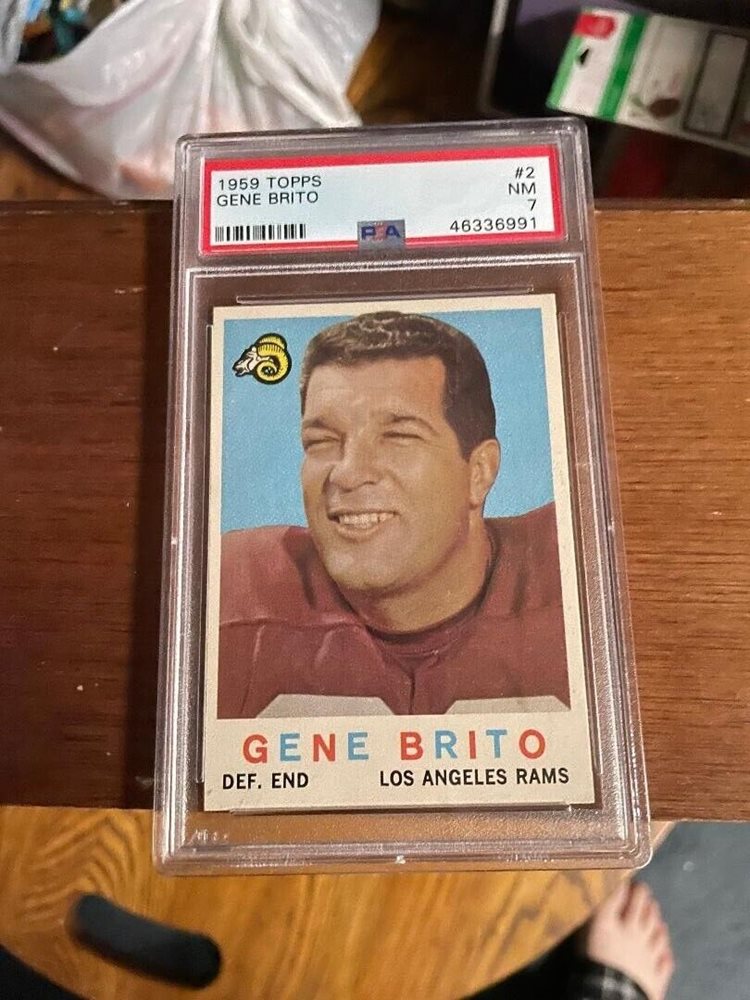 1959 TOPPS #2
GENE BRITO NM
7
PSA 46336991
GENE BRITO
DEF. END LOS ANGELES RAMS